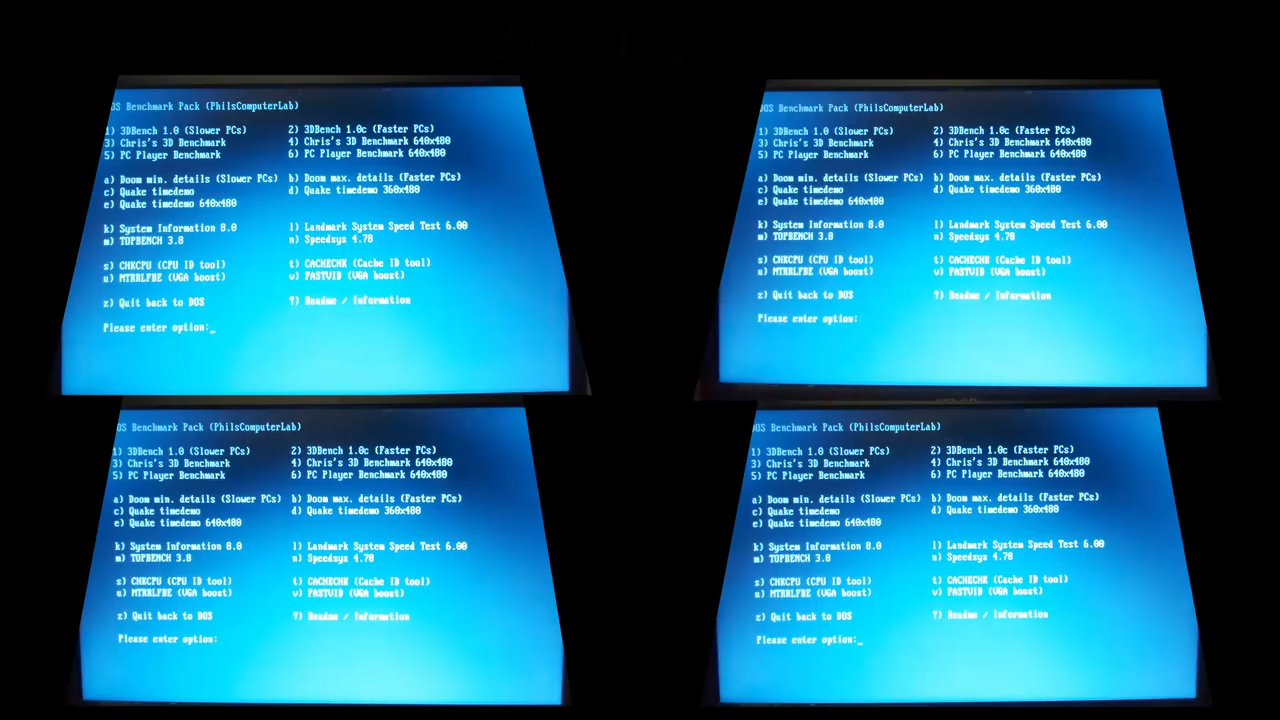 OS Benchmark Pack (PhilsComputerLab)
1) 3DBench 1.0 (Slower PCs) 2) 3DBench 1.0c (Faster PCs)
3) Chris's 3D Benchmark 4) Chris's 3D Benchmark 640x480
5) PC Player Benchmark 6) PC Player Benchmark 640x480
a) Doom min. details (Slower PCs) b) Doom max. details (Faster PCs)
c) Quake timedemo d) Quake timedemo 360x480
e) Quake timedemo 640x480
k) System Information 8.0 l) Landmark System Speed Test 6.00
m) TOPBENCH 3.8 n) Speedsys 4.78
s) CHKCPU (CPU ID tool) t) CACHECHK (Cache ID tool)
u) MTRRLFBE (VGA boost) v) FASTVID (VGA boost)
z) Quit back to DOS ?) Readme / Information
Please enter option:_
DOS Benchmark Pack (PhilsComputerLab)
1) 3DBench 1.0 (Slower PCs) 2) 3DBench 1.0c (Faster PCs)
3) Chris's 3D Benchmark 4) Chris's 3D Benchmark 640x480
5) PC Player Benchmark 6) PC Player Benchmark 640x480
a) Doom min. details (Slower PCs) b) Doom max. details (Faster PCs)
c) Quake timedemo d) Quake timedemo 360x480
e) Quake timedemo 640x480
k) System Information 8.0 l) Landmark System Speed Test 6.00
m) TOPBENCH 3.8 n) Speedsys 4.78
s) CHKCPU (CPU ID tool) t) CACHECHK (Cache ID tool)
u) MTRRLFBE (VGA boost) v) FASTVID (VGA boost)
z) Quit back to DOS ?) Readme / Information
Please enter option:
OS Benchmark Pack (PhilsComputerLab)
1) 3DBench 1.0 (Slower PCs) 2) 3DBench 1.0c (Faster PCs)
3) Chris's 3D Benchmark 4) Chris's 3D Benchmark 640x480
5) PC Player Benchmark 6) PC Player Benchmark 640x480
a) Doom min. details (Slower PCs) b) Doom max. details (Faster PCs)
c) Quake timedemo d) Quake timedemo 360x480
e) Quake timedemo 640x480
k) System Information 8.0 l) Landmark System Speed Test 6.00
m) TOPBENCH 3.8 n) Speedsys 4.78
s) CHKCPU (CPU ID tool) t) CACHECHK (Cache ID tool)
u) MTRRLFBE (VGA boost) v) FASTVID (VGA boost)
z) Quit back to DOS ?) Readme / Information
Please enter option:
OS Benchmark Pack (PhilsComputerLab)
1) 3DBench 1.0 (Slower PCs) 2) 3DBench 1.0c (Faster PCs)
3) Chris's 3D Benchmark 4) Chris's 3D Benchmark 640x480
5) PC Player Benchmark 6) PC Player Benchmark 640x480
a) Doom min. details (Slower PCs) b) Doom max. details (Faster PCs)
c) Quake timedemo d) Quake timedemo 360x480
e) Quake timedemo 640x480
k) System Information 8.0 l) Landmark System Speed Test 6.00
m) TOPBENCH 3.8 n) Speedsys 4.78
s) CHKCPU (CPU ID tool) t) CACHECHK (Cache ID tool)
u) MTRRLFBE (VGA boost) v) FASTVID (VGA boost)
z) Quit back to DOS ?) Readme / Information
Please enter option:_